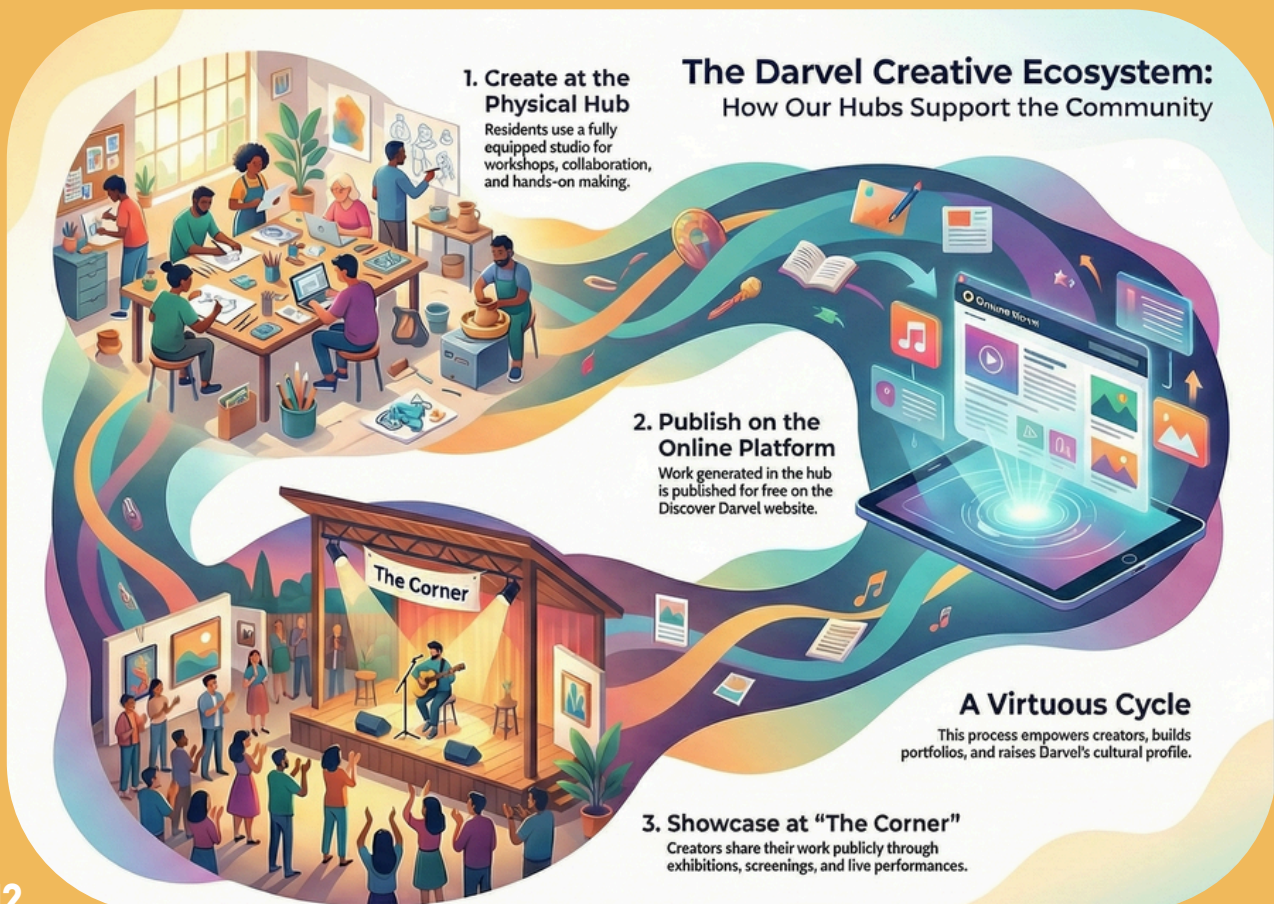 The Darvel Creative Ecosystem:
How Our Hubs Support the Community
1. Create at the
Physical Hub
Residents use a fully
equipped studio for
workshops, collaboration,
and hands-on making.
2. Publish on the
Online Platform
Work generated in the hub
is published for free on the
Discover Darvel website.
The Corner
A Virtuous Cycle
This process empowers creators, builds
portfolios, and raises Darvel's cultural profile.
3. Showcase at “The Corner”
Creators share their work publicly through
exhibitions, screenings, and live performances.
2